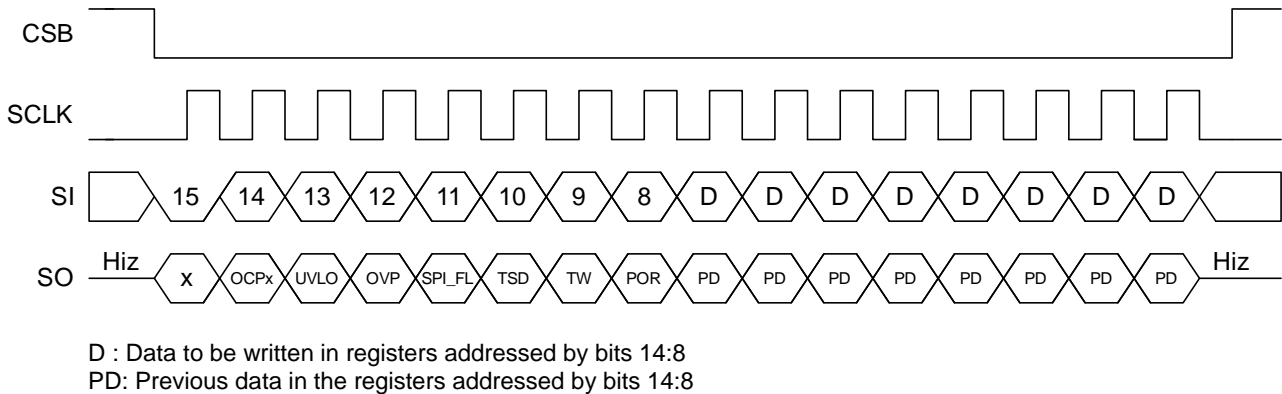 CSB
SCLK
SI 15 14 13 12 11 10 9 8 D D D D D D D D
SO Hiz x OCPx UVLO OVP SPI_FL TSD TW POR PD PD PD PD PD PD PD PD Hiz
D : Data to be written in registers addressed by bits 14:8
PD: Previous data in the registers addressed by bits 14:8